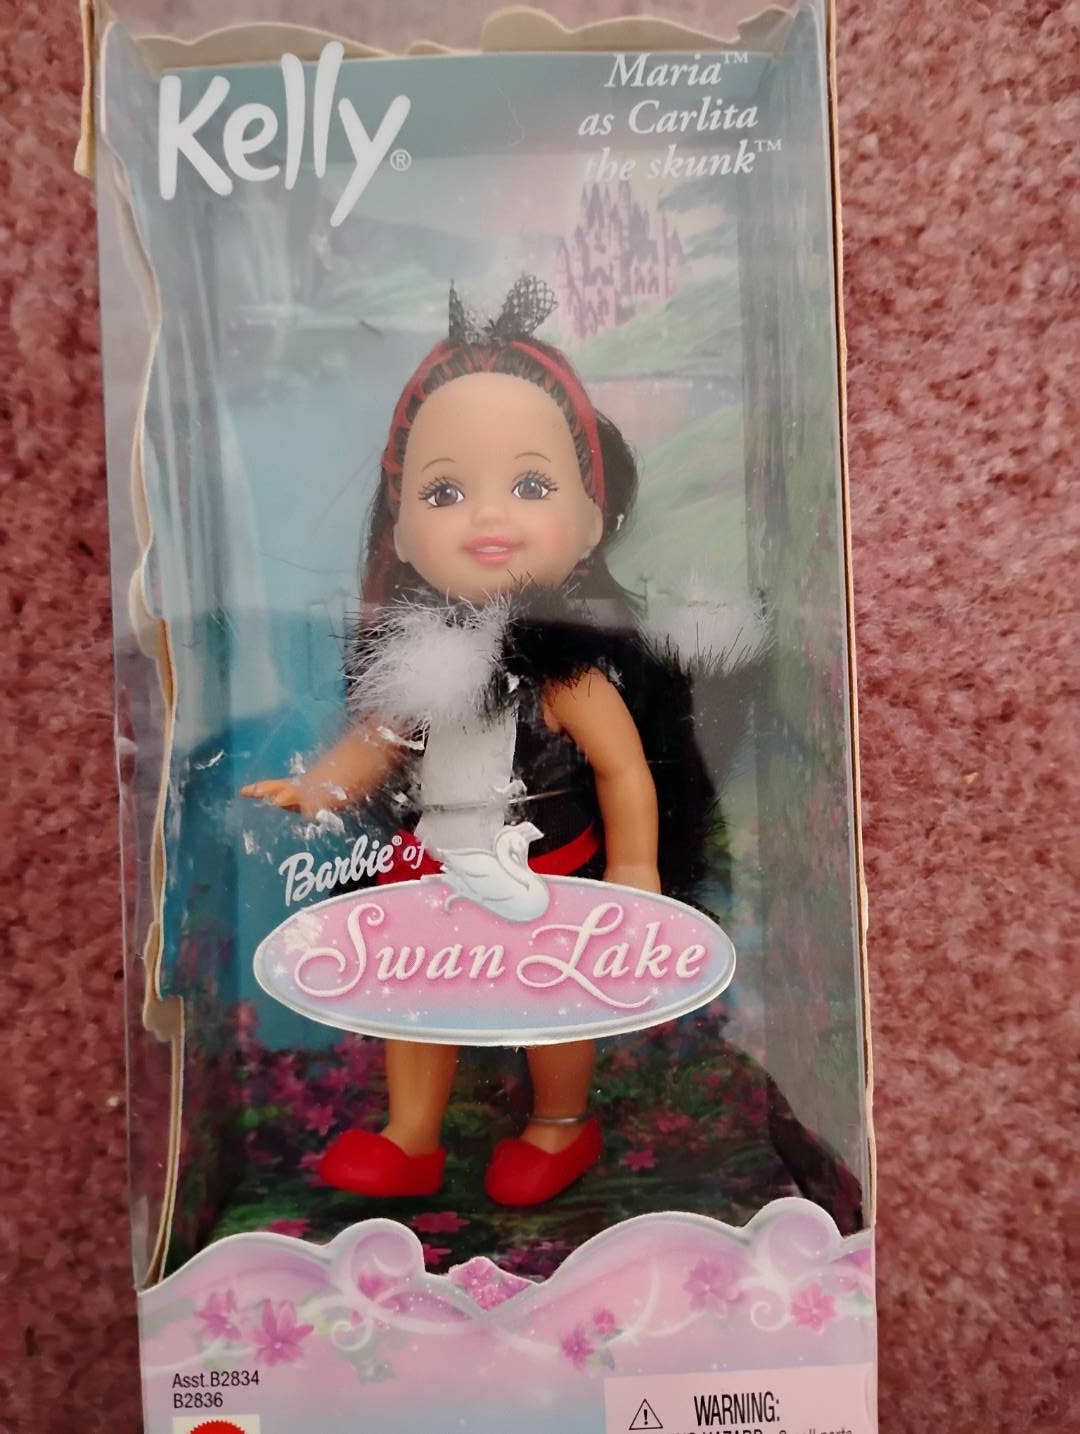 Kelly®
Maria™
as Carlita
the skunk™
Barbie® of
Swan Lake
Asst.B2834
B2836
WARNING: